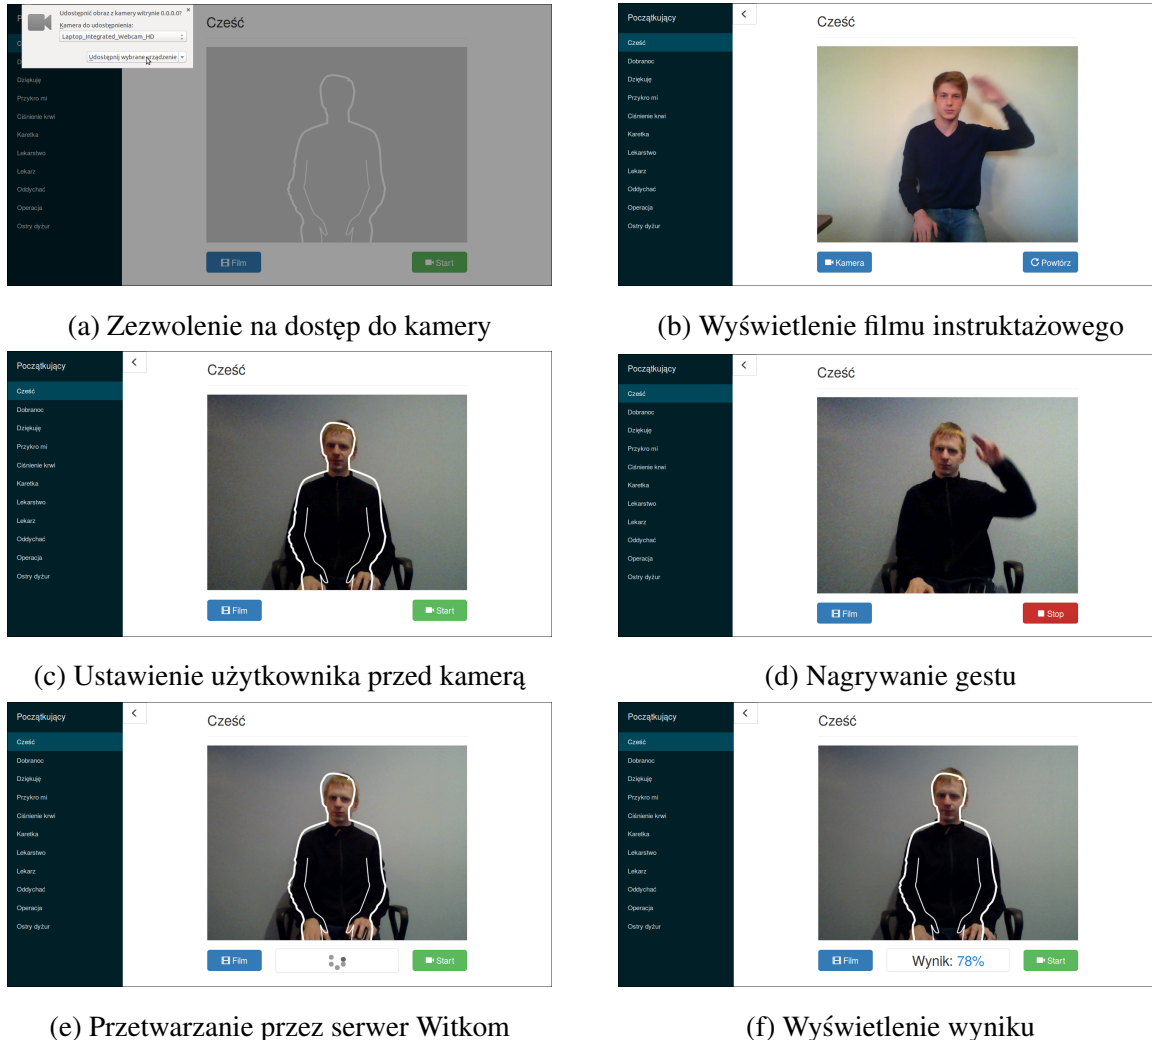 Udostępnić obraz z kamery witrynie 0.0.0.0?
Kamera do udostępnienia:
Laptop_Integrated_Webcam_HD
Udostępnij wybrane urządzenie
Cześć
Dziękuję
Przykro mi
Ciśnienie krwi
Karetka
Lekarstwo
Lekarz
Oddychać
Operacja
Ostry dyżur
Film
Start
(a) Zezwolenie na dostęp do kamery
Początkujący
Cześć
Cześć
Dobranoc
Dziękuję
Przykro mi
Ciśnienie krwi
Karetka
Lekarstwo
Lekarz
Oddychać
Operacja
Ostry dyżur
Kamera
Powtórz
(b) Wyświetlenie filmu instruktażowego
Początkujący
Cześć
Cześć
Dobranoc
Dziękuję
Przykro mi
Ciśnienie krwi
Karetka
Lekarstwo
Lekarz
Oddychać
Operacja
Ostry dyżur
Film
Start
(c) Ustawienie użytkownika przed kamerą
Początkujący
Cześć
Cześć
Dobranoc
Dziękuję
Przykro mi
Ciśnienie krwi
Karetka
Lekarstwo
Lekarz
Oddychać
Operacja
Ostry dyżur
Film
Stop
(d) Nagrywanie gestu
Początkujący
Cześć
Cześć
Dobranoc
Dziękuję
Przykro mi
Ciśnienie krwi
Karetka
Lekarstwo
Lekarz
Oddychać
Operacja
Ostry dyżur
Film
Start
(e) Przetwarzanie przez serwer Witkom
Początkujący
Cześć
Cześć
Dobranoc
Dziękuję
Przykro mi
Ciśnienie krwi
Karetka
Lekarstwo
Lekarz
Oddychać
Operacja
Ostry dyżur
Film
Wynik: 78%
Start
(f) Wyświetlenie wyniku